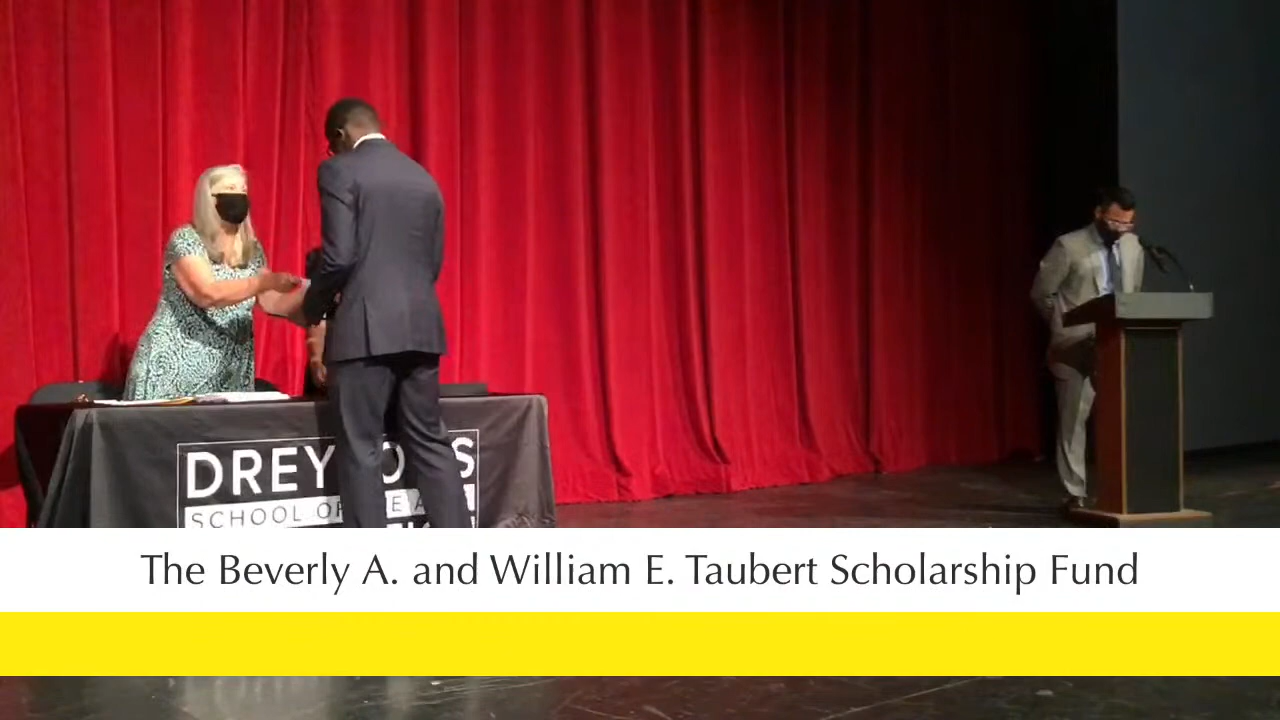 DREY O S
SCHOOL OF
The Beverly A. and William E. Taubert Scholarship Fund